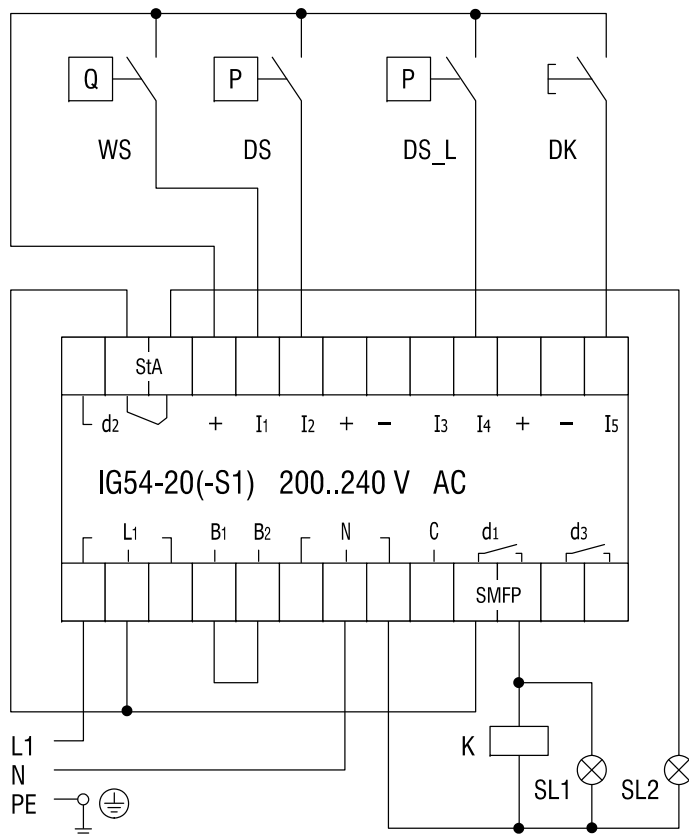 Q P P
WS DS DS_L DK
StA
d2 + I1 I2 + − I3 I4 + − I5
IG54-20(-S1) 200..240 V AC
L1 B1 B2 N C d1 d3
SMFP
L1
N
PE
K
SL1 SL2